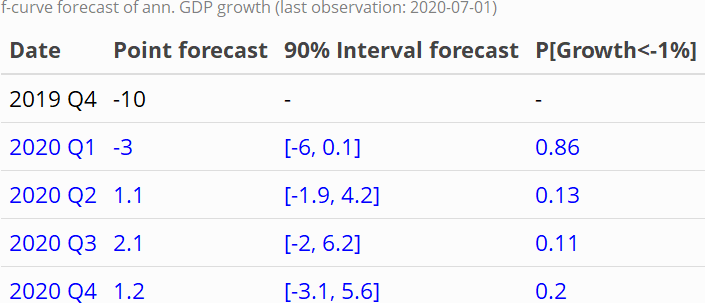 f-curve forecast of ann. GDP growth (last observation: 2020-07-01)
Date Point forecast 90% Interval forecast P[Growth<-1%]
2019 Q4 -10 - -
2020 Q1 -3 [-6, 0.1] 0.86
2020 Q2 1.1 [-1.9, 4.2] 0.13
2020 Q3 2.1 [-2, 6.2] 0.11
2020 Q4 1.2 [-3.1, 5.6] 0.2